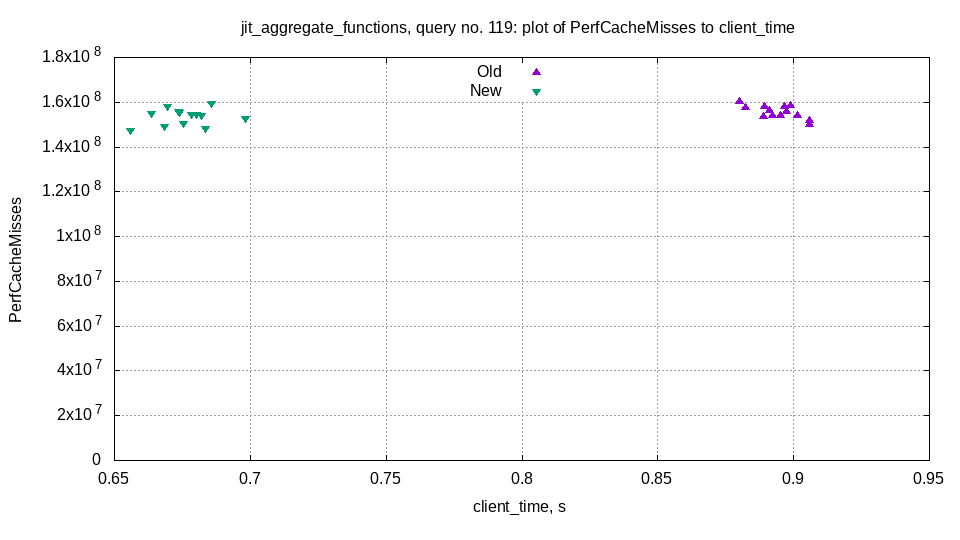 jit_aggregate_functions, query no. 119: plot of PerfCacheMisses to client_time
Old
New
1.8x10^8
1.6x10^8
1.4x10^8
1.2x10^8
1x10^8
8x10^7
6x10^7
4x10^7
2x10^7
0
PerfCacheMisses
0.65 0.7 0.75 0.8 0.85 0.9 0.95
client_time, s